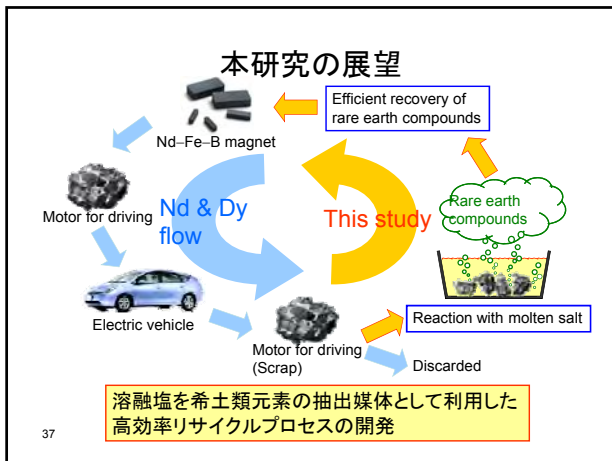 本研究の展望
Efficient recovery of
rare earth compounds
Nd–Fe–B magnet
Motor for driving
Nd & Dy
flow
This study
Rare earth
compounds
Electric vehicle
Reaction with molten salt
Motor for driving
(Scrap)
Discarded
溶融塩を希土類元素の抽出媒体として利用した
高効率リサイクルプロセスの開発
37